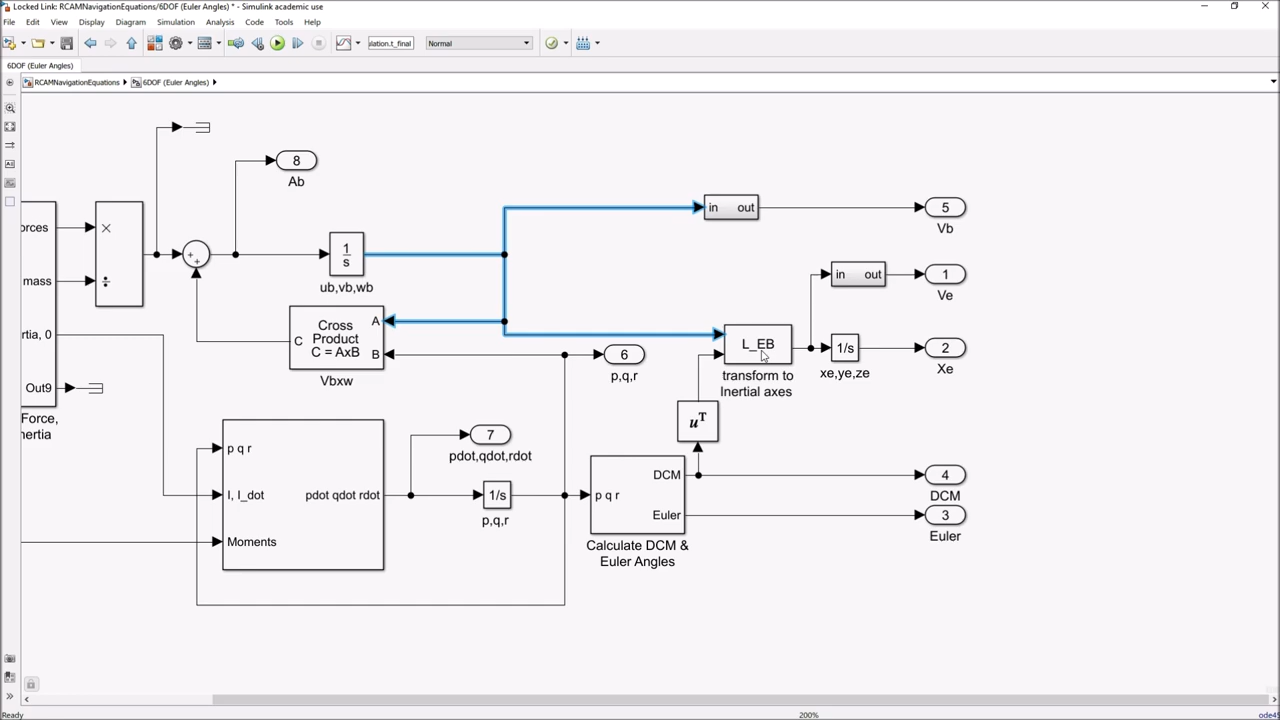 Locked Link: RCAMNavigationEquations/6DOF (Euler Angles) * - Simulink academic use
File Edit View Display Diagram Simulation Analysis Code Tools Help
ulation.t_final Normal
6DOF (Euler Angles)
RCAMNavigationEquations 6DOF (Euler Angles)
8
Ab
in out
5
Vb
orces
×
+
+
1
s
ub,vb,wb
mass
÷
in out
1
Ve
A
Cross
Product
C = AxB
C
B
Vbxw
rtia, 0
L_EB
transform to
Inertial axes
1/s
xe,ye,ze
2
Xe
6
p,q,r
Out9
Force,
nertia
uT
p q r
I, I_dot
Moments
pdot qdot rdot
7
pdot,qdot,rdot
1/s
p,q,r
p q r
DCM
Euler
Calculate DCM &
Euler Angles
4
DCM
3
Euler
Ready 200% ode45